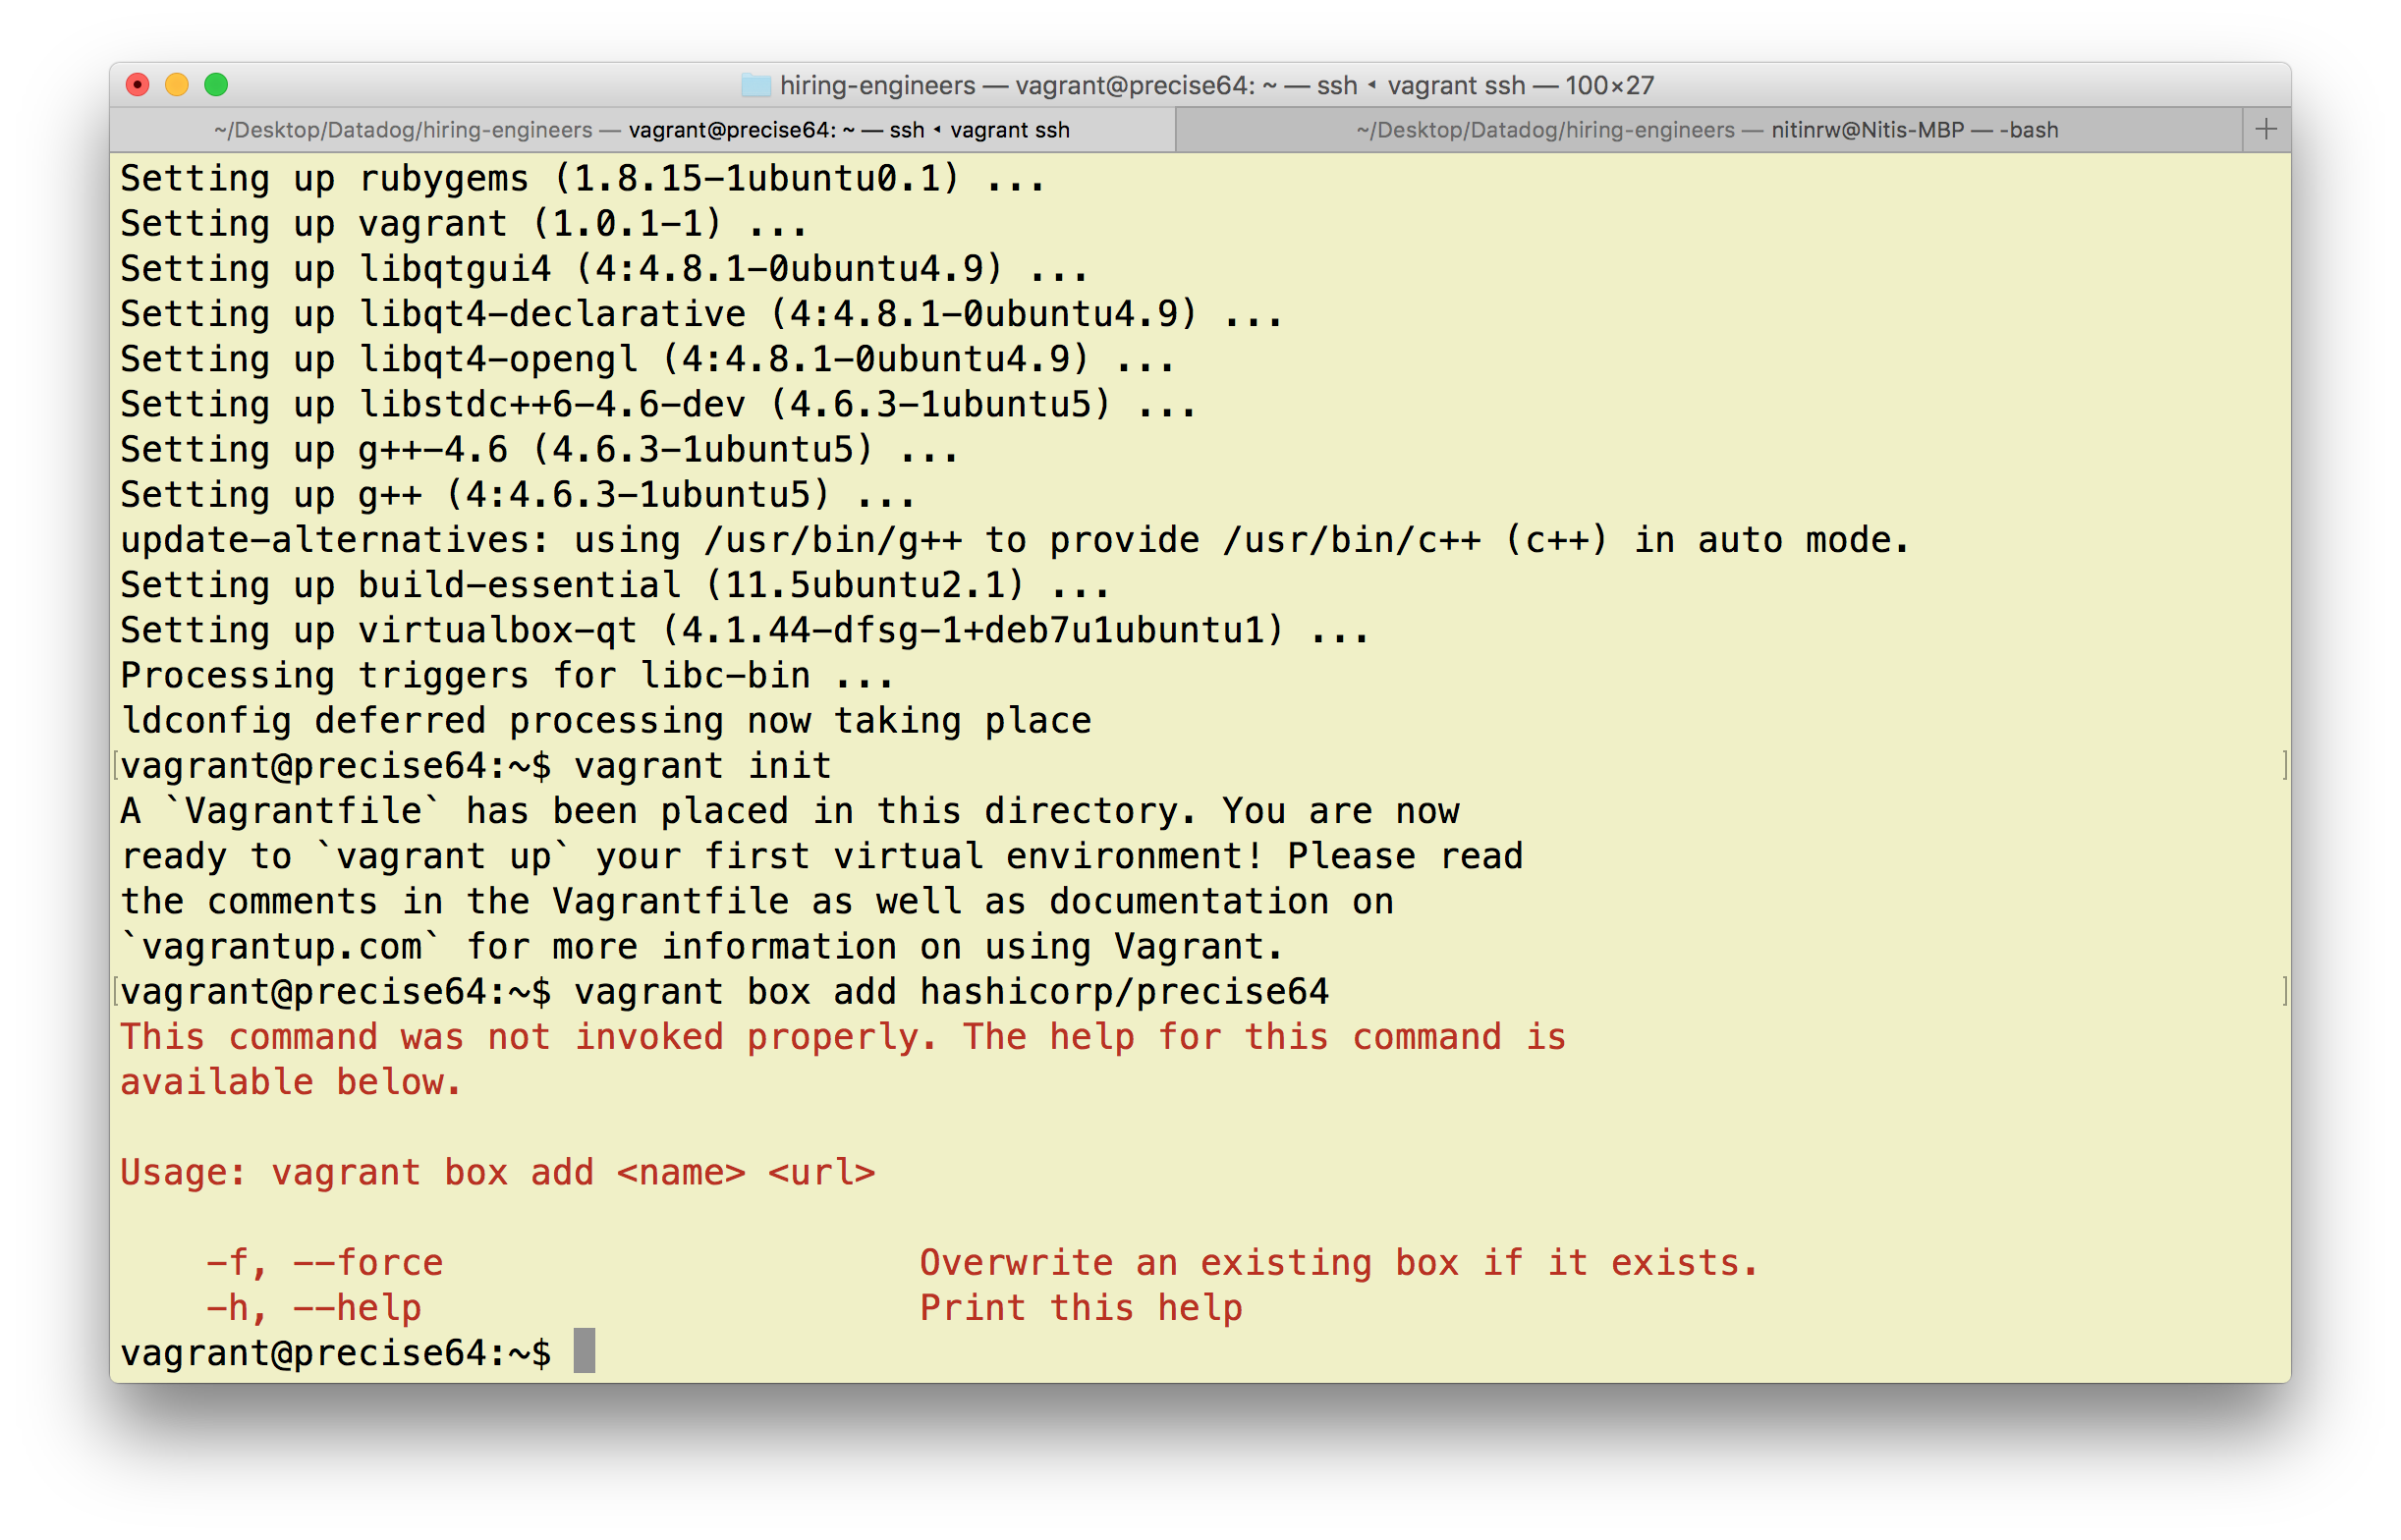 hiring-engineers — vagrant@precise64: ~ — ssh ◂ vagrant ssh — 100×27
~/Desktop/Datadog/hiring-engineers — vagrant@precise64: ~ — ssh ◂ vagrant ssh
~/Desktop/Datadog/hiring-engineers — nitinrw@Nitis-MBP — -bash
Setting up rubygems (1.8.15-1ubuntu0.1) ...
Setting up vagrant (1.0.1-1) ...
Setting up libqtgui4 (4:4.8.1-0ubuntu4.9) ...
Setting up libqt4-declarative (4:4.8.1-0ubuntu4.9) ...
Setting up libqt4-opengl (4:4.8.1-0ubuntu4.9) ...
Setting up libstdc++6-4.6-dev (4.6.3-1ubuntu5) ...
Setting up g++-4.6 (4.6.3-1ubuntu5) ...
Setting up g++ (4:4.6.3-1ubuntu5) ...
update-alternatives: using /usr/bin/g++ to provide /usr/bin/c++ (c++) in auto mode.
Setting up build-essential (11.5ubuntu2.1) ...
Setting up virtualbox-qt (4.1.44-dfsg-1+deb7u1ubuntu1) ...
Processing triggers for libc-bin ...
ldconfig deferred processing now taking place
vagrant@precise64:~$ vagrant init
A `Vagrantfile` has been placed in this directory. You are now
ready to `vagrant up` your first virtual environment! Please read
the comments in the Vagrantfile as well as documentation on
`vagrantup.com` for more information on using Vagrant.
vagrant@precise64:~$ vagrant box add hashicorp/precise64
This command was not invoked properly. The help for this command is
available below.
Usage: vagrant box add <name> <url>
-f, --force Overwrite an existing box if it exists.
-h, --help Print this help
vagrant@precise64:~$